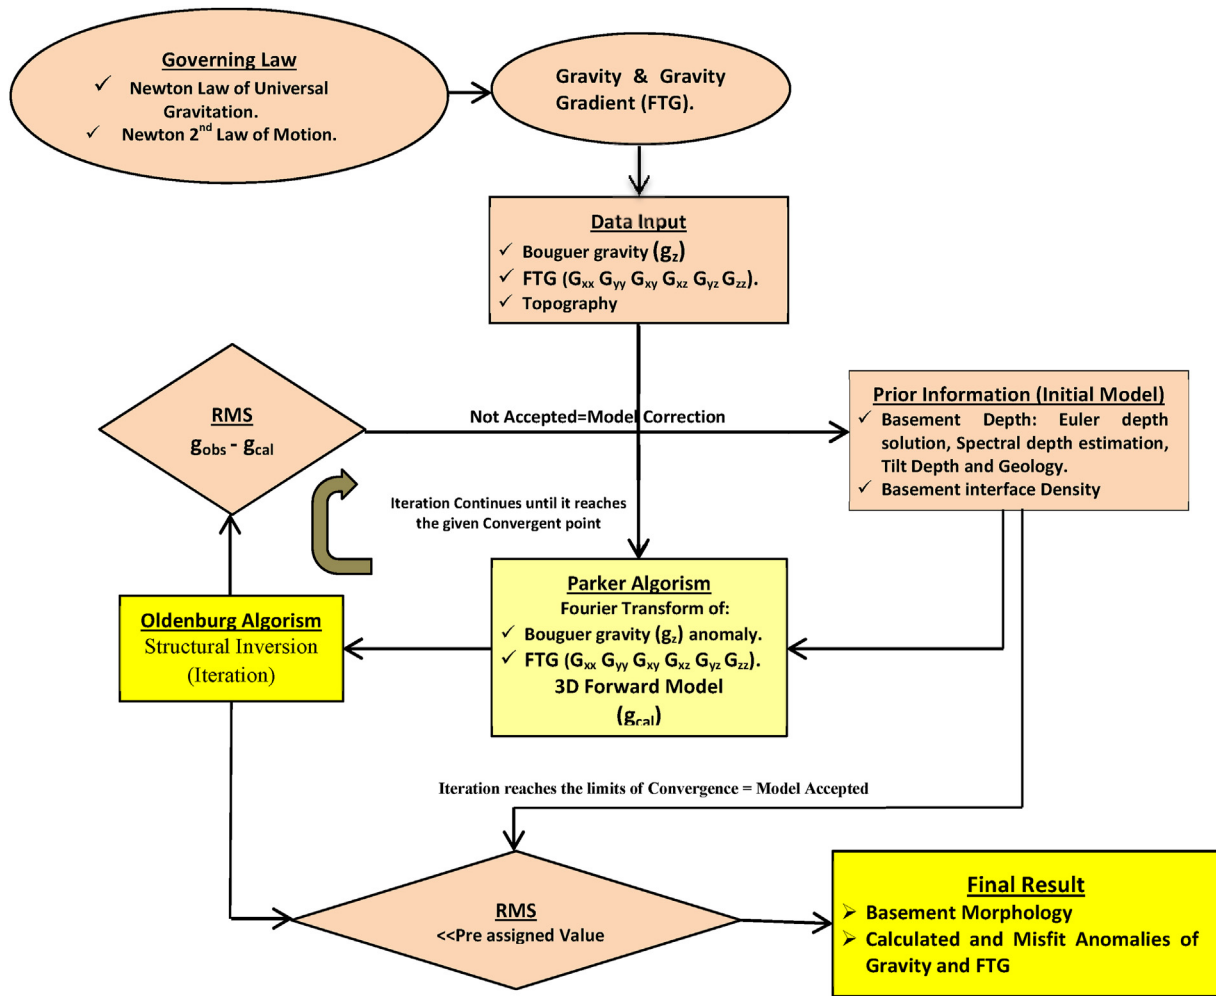 Governing Law
✓ Newton Law of Universal
Gravitation.
✓ Newton 2nd Law of Motion.
Gravity & Gravity
Gradient (FTG).
Data Input
✓ Bouguer gravity (gz)
✓ FTG (Gxx Gyy Gxy Gxz Gyz Gzz).
✓ Topography
RMS
gobs - gcal
Not Accepted=Model Correction
Prior Information (Initial Model)
✓ Basement Depth: Euler depth
solution, Spectral depth estimation,
Tilt Depth and Geology.
✓ Basement interface Density
Iteration Continues until it reaches
the given Convergent point
Parker Algorism
Fourier Transform of:
✓ Bouguer gravity (gz) anomaly.
✓ FTG (Gxx Gyy Gxy Gxz Gyz Gzz).
3D Forward Model
(gcal)
Oldenburg Algorism
Structural Inversion
(Iteration)
Iteration reaches the limits of Convergence = Model Accepted
RMS
<<Pre assigned Value
Final Result
➢ Basement Morphology
➢ Calculated and Misfit Anomalies of
Gravity and FTG